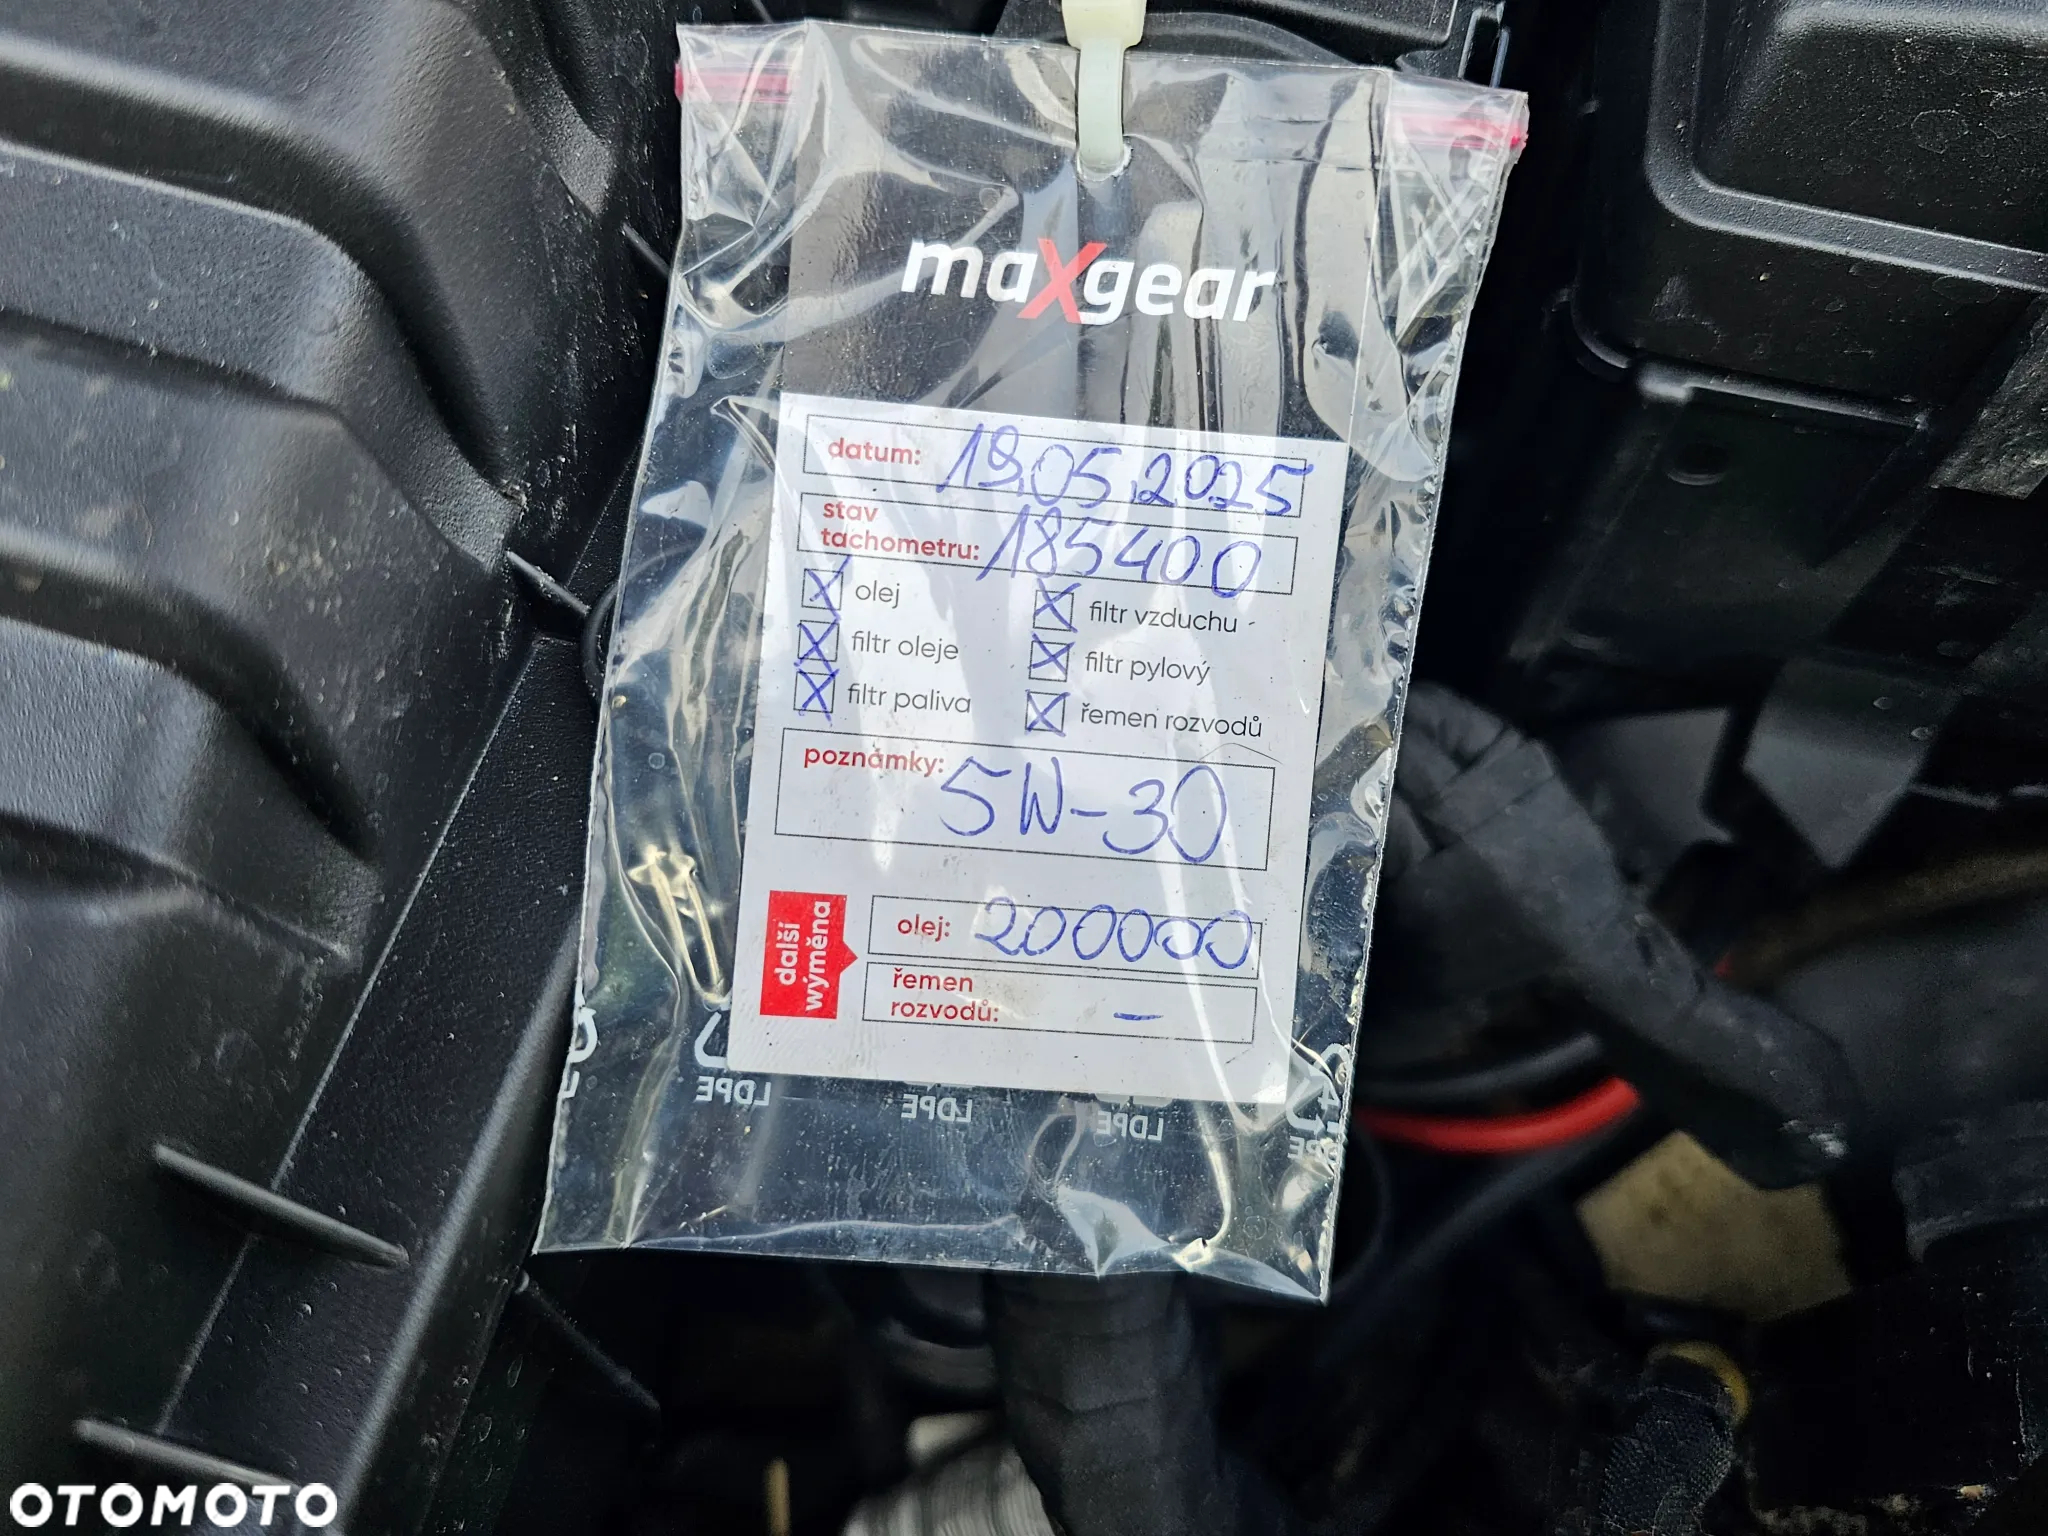 maxgear
datum: 19.05.2025
stav
tachometru: 185400
olej
filtr vzduchu
filtr oleje
filtr pylový
filtr paliva
řemen rozvodů
poznámky: 5W-30
další
výměna
olej: 200000
řemen
rozvodů: –
LDPE LDPE LDPE
OTOMOTO